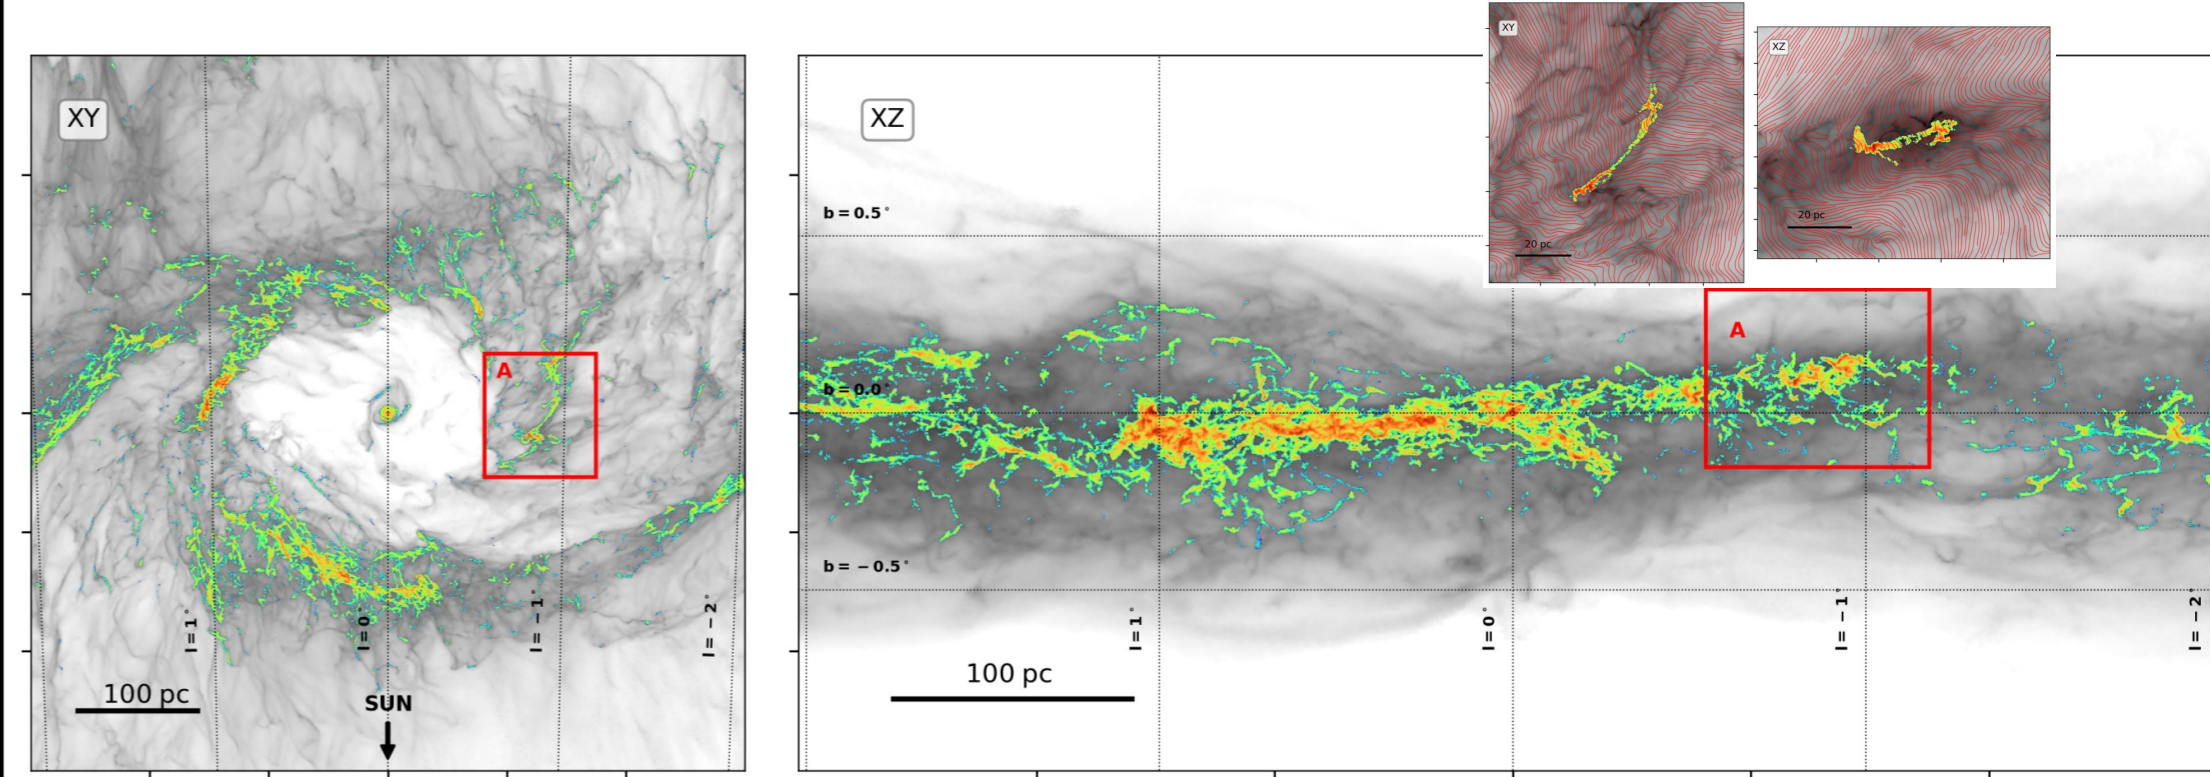 XY
A
l = 1°
l = 0°
l = − 1°
l = − 2°
100 pc
SUN
XZ
b = 0.5°
b = 0.0°
b = − 0.5°
A
l = 1°
l = 0°
l = − 1°
l = − 2°
100 pc
XY
20 pc
XZ
20 pc